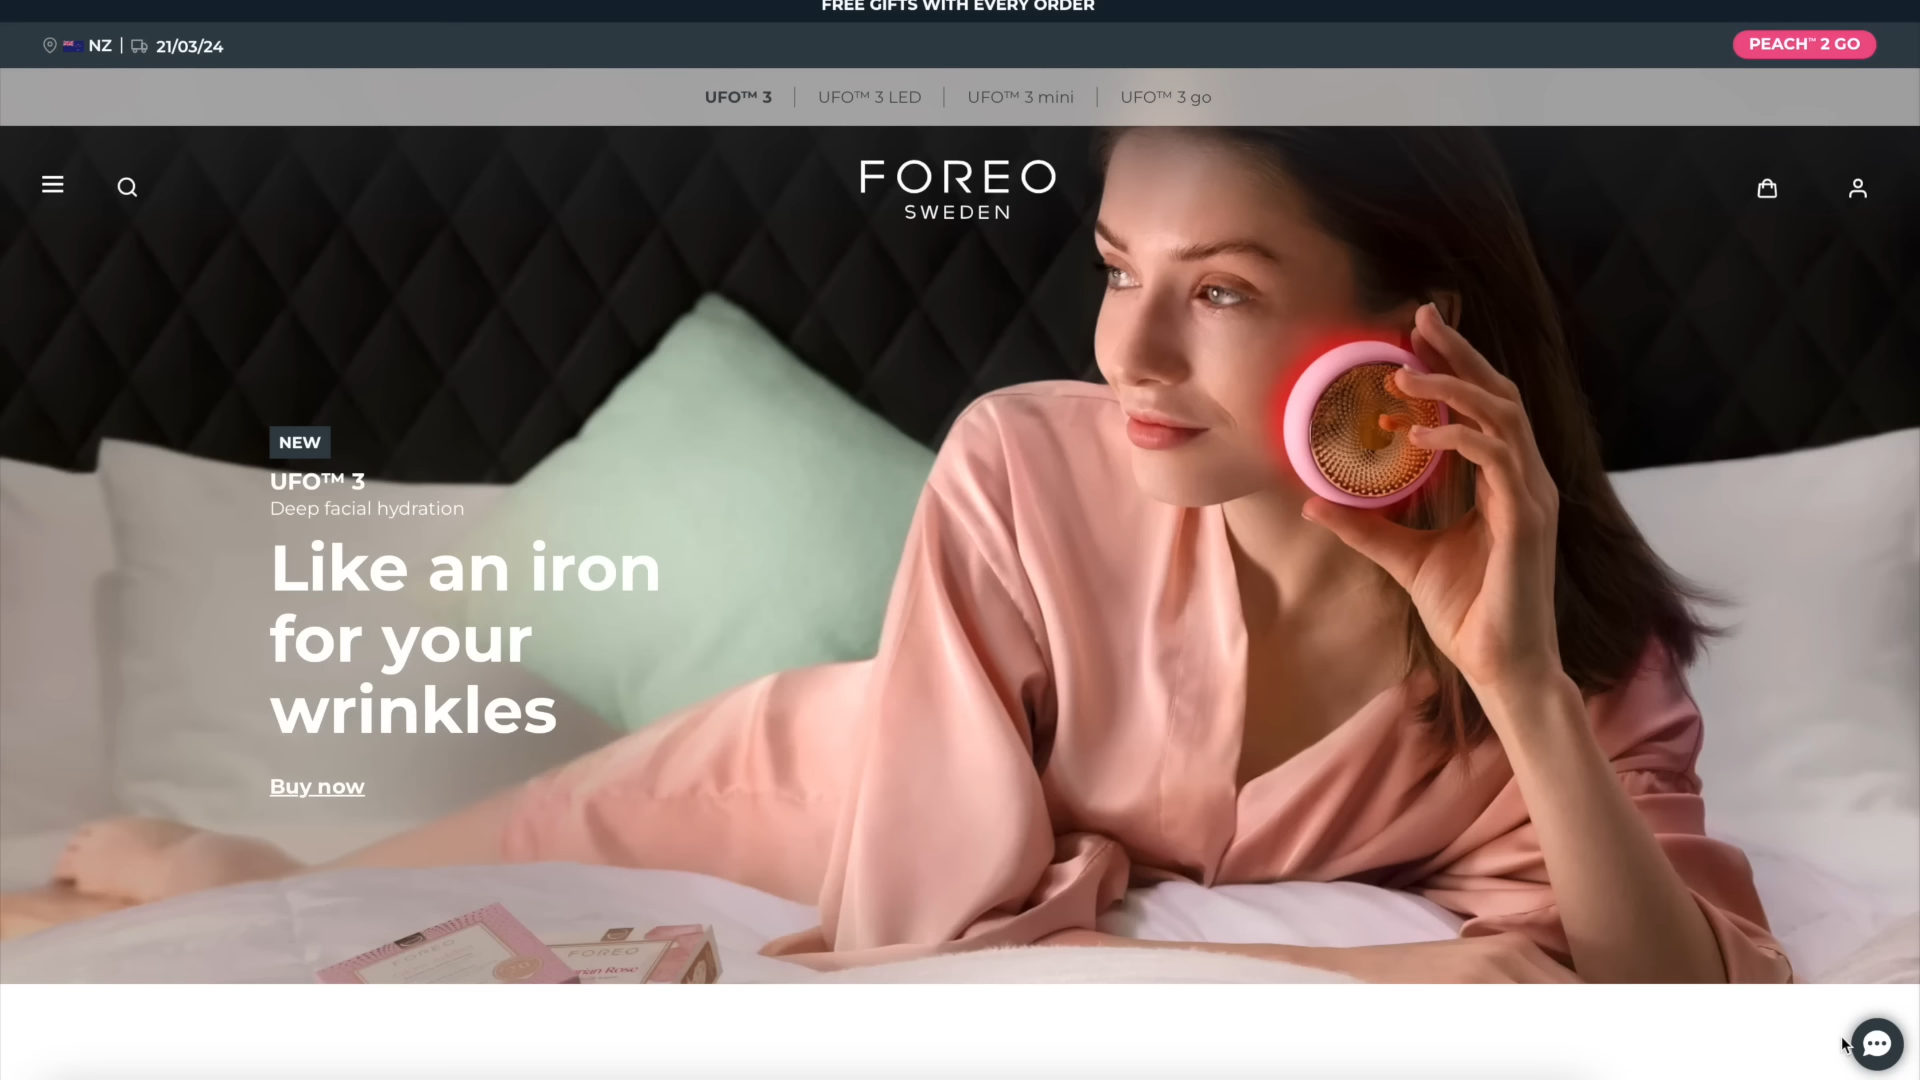 FREE GIFTS WITH EVERY ORDER
NZ | 21/03/24
PEACH™ 2 GO
UFO™ 3
UFO™ 3 LED
UFO™ 3 mini
UFO™ 3 go
FOREO
SWEDEN
NEW
UFO™ 3
Deep facial hydration
Like an iron
for your
wrinkles
Buy now
FOREO
FOREO
Rose